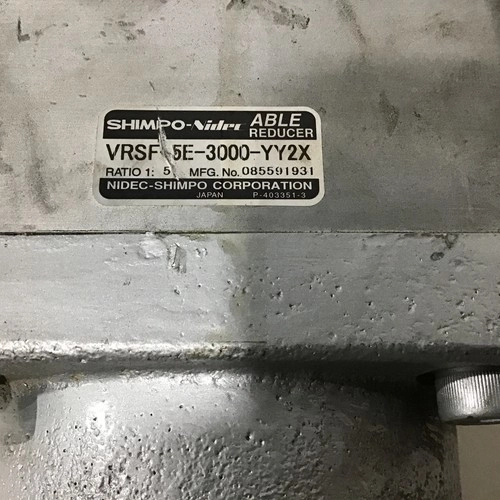 SHIMPO-Nidec ABLE
REDUCER
VRSF-5E-3000-YY2X
RATIO 1: 5 MFG. No. 085591931
NIDEC-SHIMPO CORPORATION
JAPAN P-403351-3